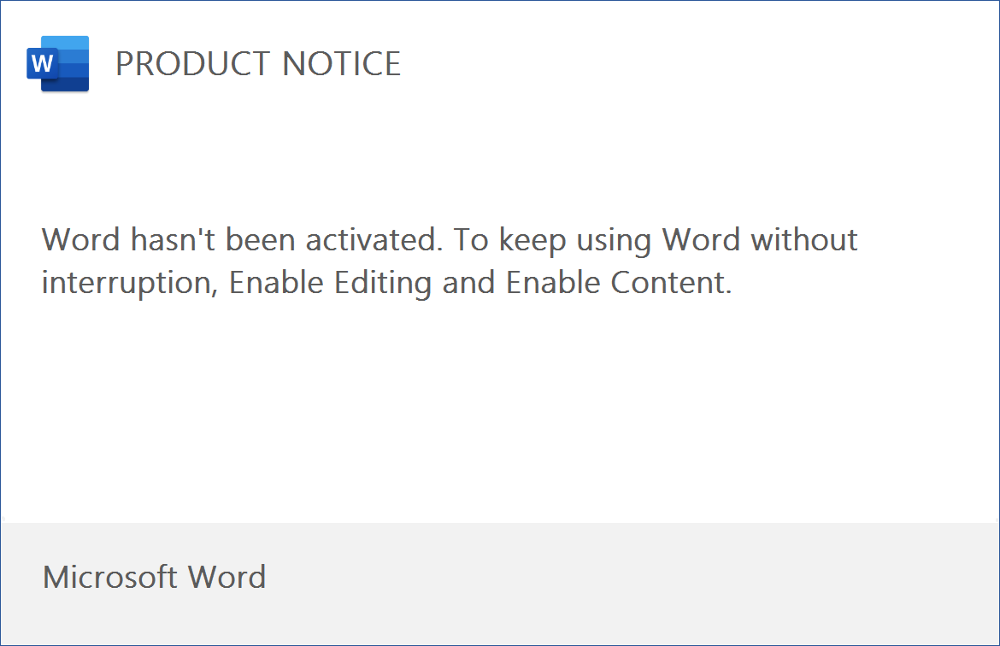 W
PRODUCT NOTICE
Word hasn't been activated. To keep using Word without
interruption, Enable Editing and Enable Content.
Microsoft Word